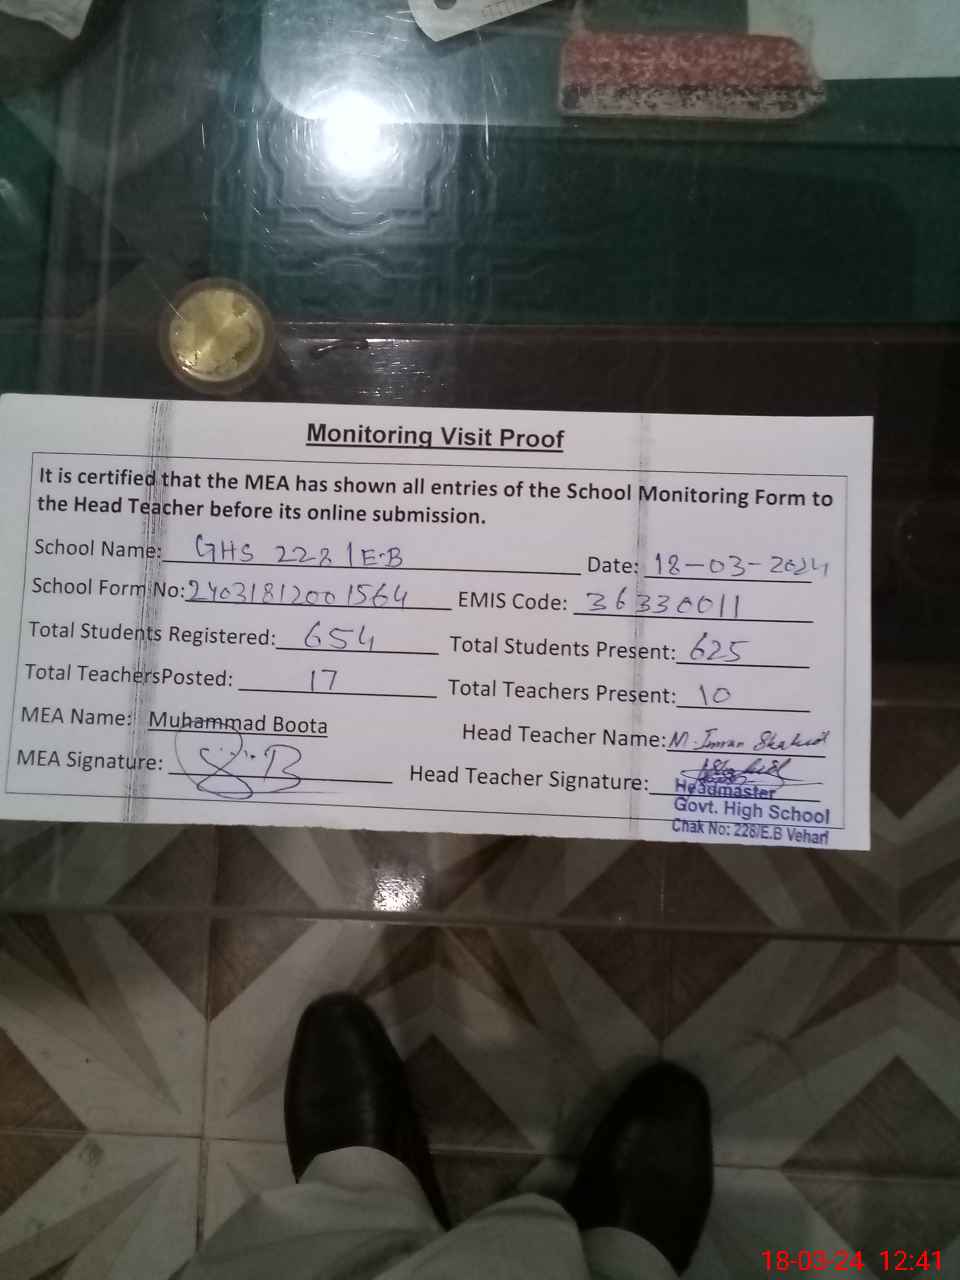 Monitoring Visit Proof
It is certified that the MEA has shown all entries of the School Monitoring Form to
the Head Teacher before its online submission.
School Name: GHS 228/E.B Date: 18-03-2024
School Form No: 24031812001564 EMIS Code: 36330011
Total Students Registered: 654 Total Students Present: 625
Total TeachersPosted: 17 Total Teachers Present: 10
MEA Name: Muhammad Boota Head Teacher Name: M. Imran Shahid
MEA Signature: Head Teacher Signature:
Headmaster
Govt. High School
Chak No: 228/E.B Vehari
18-03-24 12:41